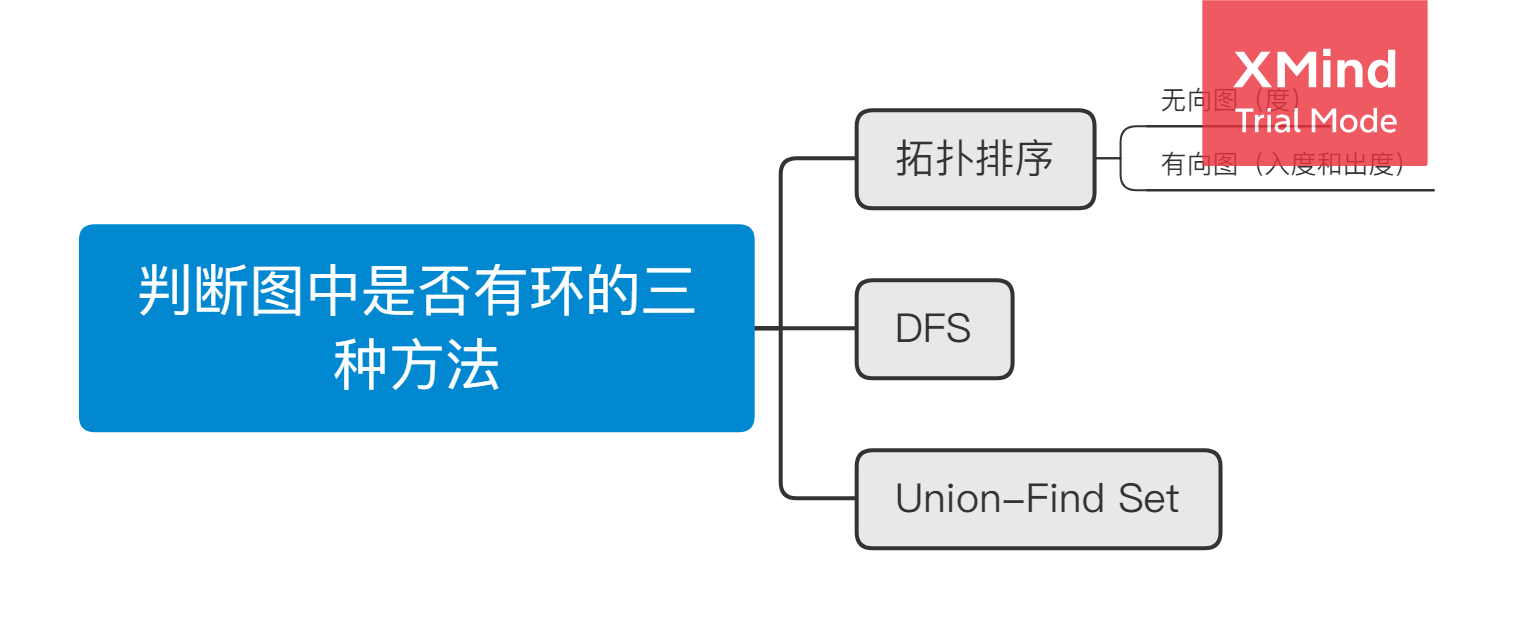 XMind
Trial Mode
无向图（度）
拓扑排序
有向图（入度和出度）
判断图中是否有环的三
种方法
DFS
Union-Find Set